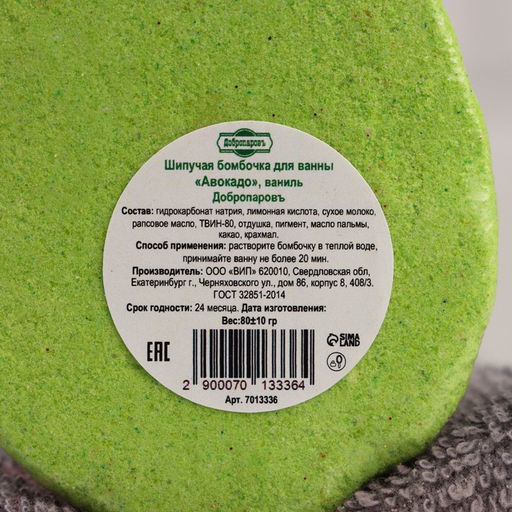 Добропаровъ
Шипучая бомбочка для ванны
«Авокадо», ваниль
Добропаровъ
Состав: гидрокарбонат натрия, лимонная кислота, сухое молоко,
рапсовое масло, ТВИН-80, отдушка, пигмент, масло пальмы,
какао, крахмал.
Способ применения: растворите бомбочку в теплой воде,
принимайте ванну не более 20 мин.
Производитель: ООО «ВИП» 620010, Свердловская обл,
Екатеринбург г., Черняховского ул., дом 86, корпус 8, 408/3.
ГОСТ 32851-2014
Срок годности: 24 месяца. Дата изготовления:
Вес:80±10 гр
EAC
SIMA
LAND
2 900070 133364
Арт. 7013336